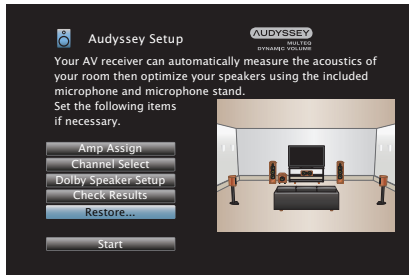 Audyssey Setup
AUDYSSEY
MULTEQ
DYNAMIC VOLUME
Your AV receiver can automatically measure the acoustics of
your room then optimize your speakers using the included
microphone and microphone stand.
Set the following items
if necessary.
Amp Assign
Channel Select
Dolby Speaker Setup
Check Results
Restore...
Start